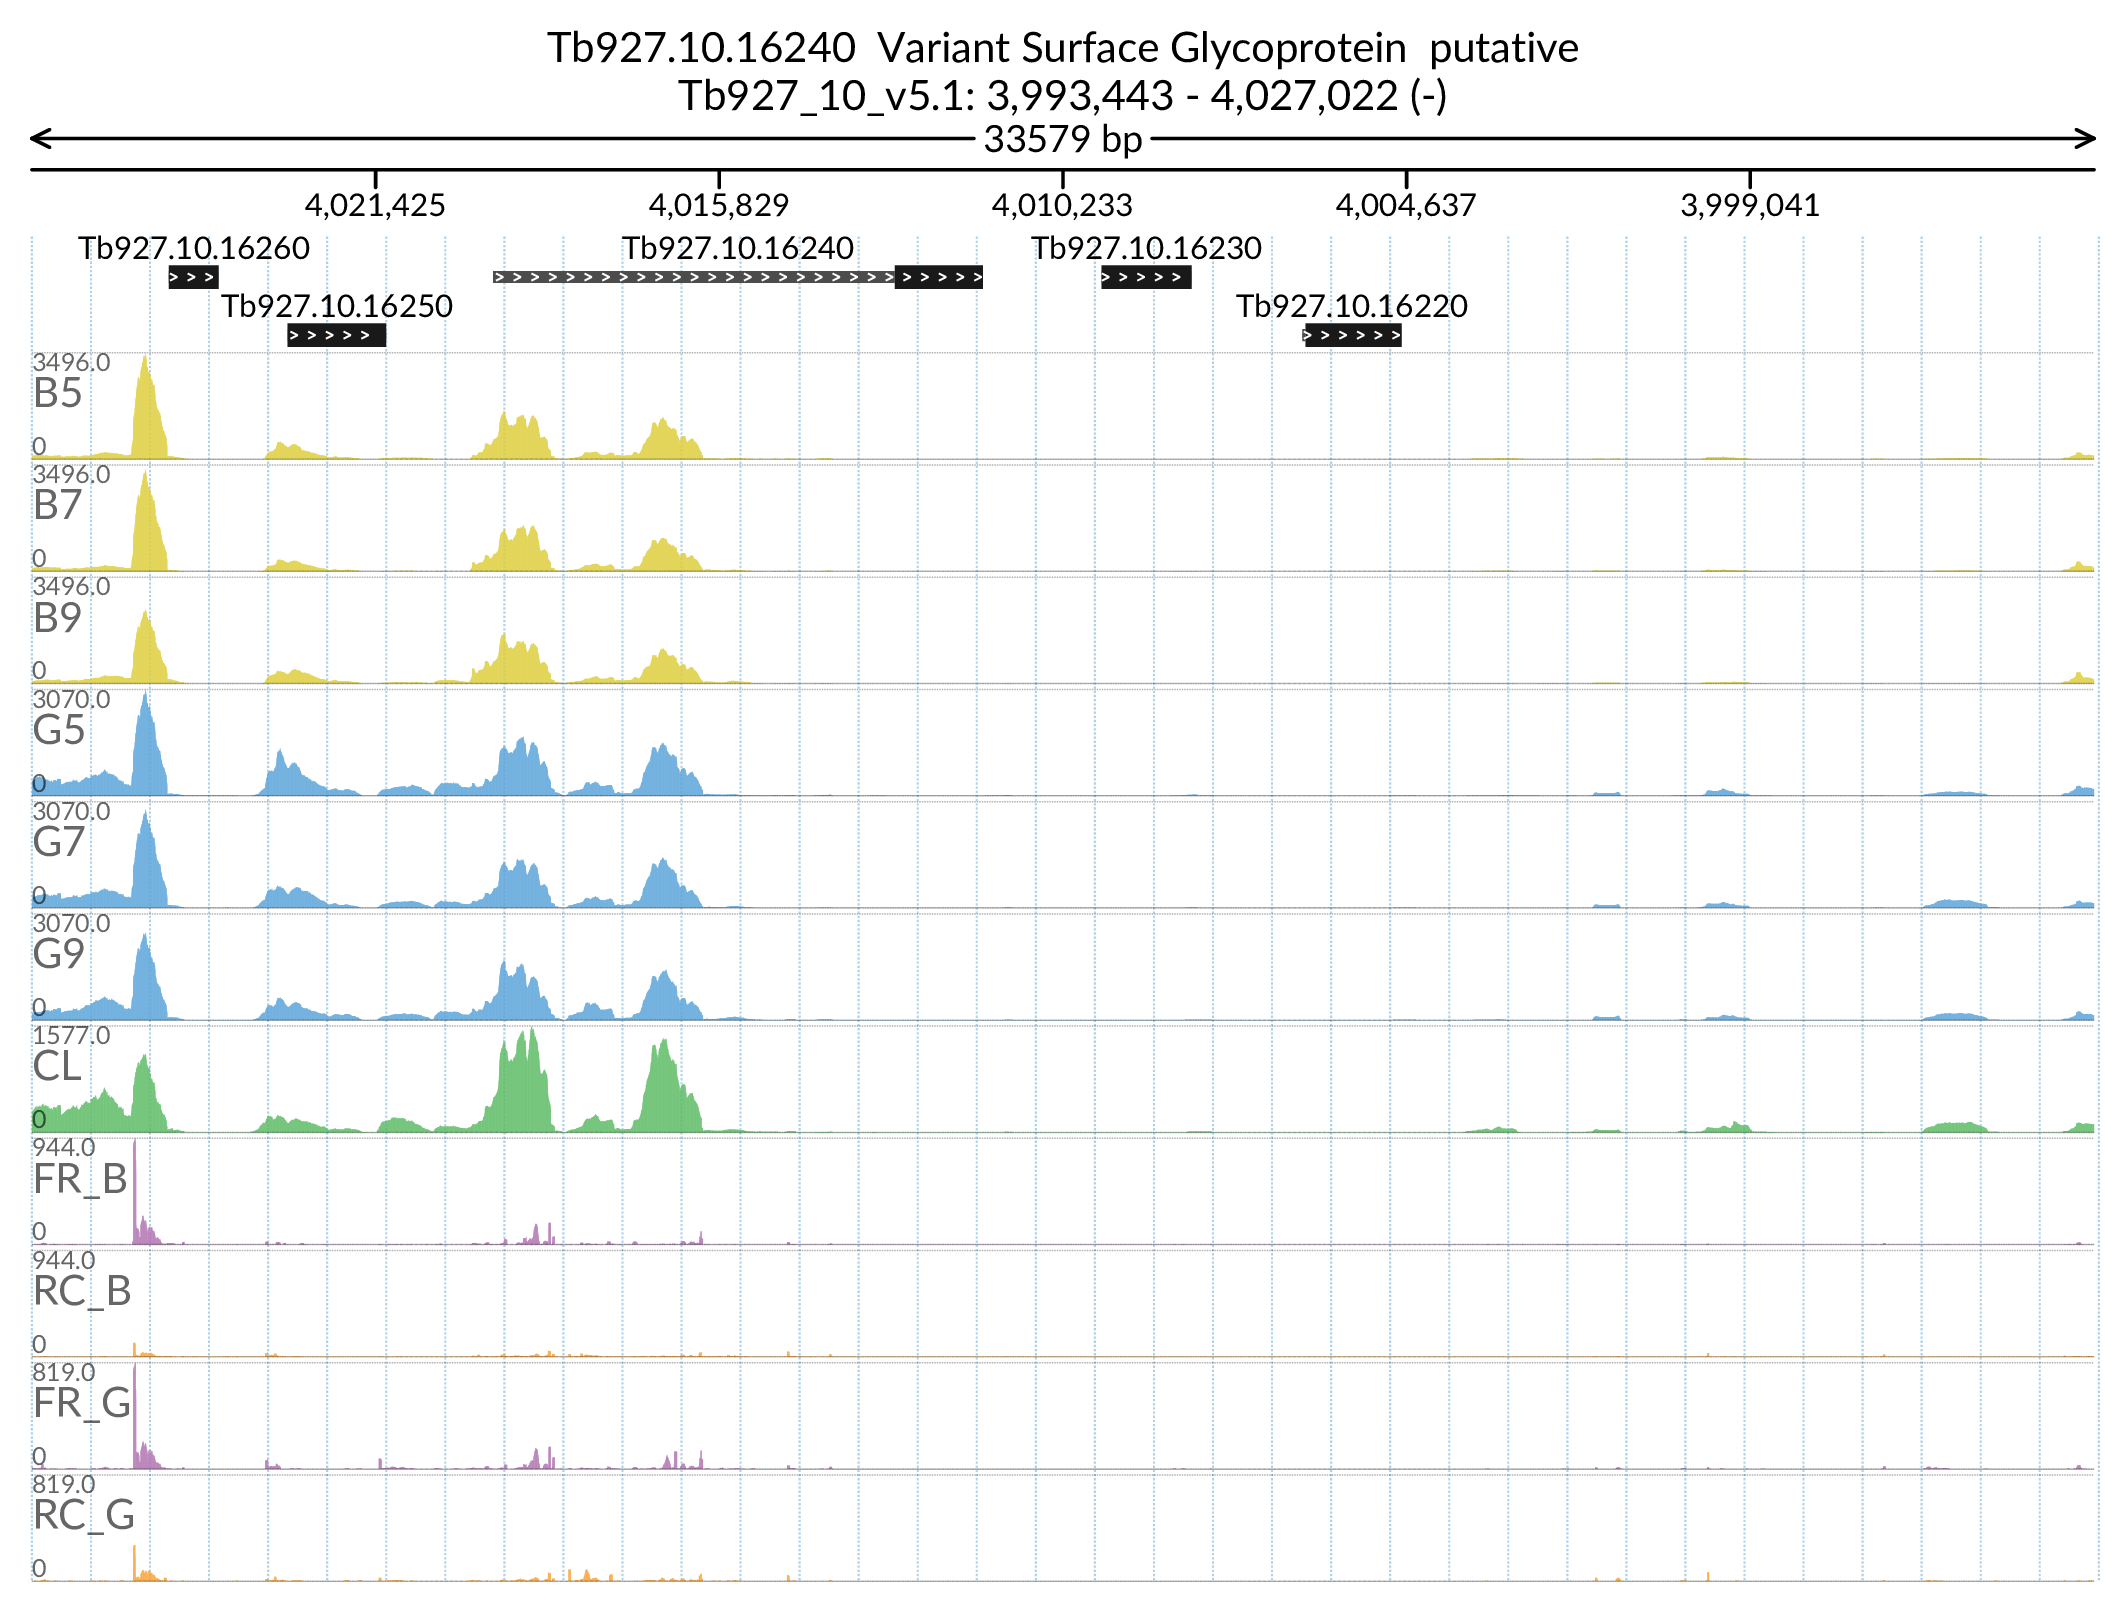 Tb927.10.16240  Variant Surface Glycoprotein  putative
Tb927_10_v5.1: 3,993,443 - 4,027,022 (-)
33579 bp
4,021,425 4,015,829 4,010,233 4,004,637 3,999,041
Tb927.10.16260 Tb927.10.16240 Tb927.10.16230
Tb927.10.16250 Tb927.10.16220
3496.0
B5
0
3496.0
B7
0
3496.0
B9
0
3070.0
G5
0
3070.0
G7
0
3070.0
G9
0
1577.0
CL
0
944.0
FR_B
0
944.0
RC_B
0
819.0
FR_G
0
819.0
RC_G
0